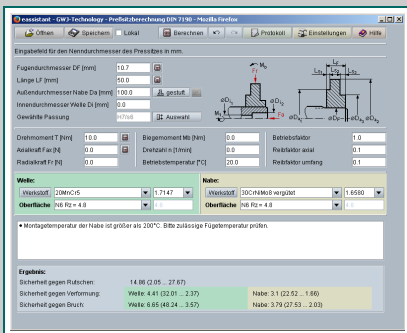 eassistant - GWJ-Technology - Preßsitzberechnung DIN 7190 - Mozilla Firefox
Öffnen Speichern Lokal Berechnen Protokoll Einstellungen Hilfe
Eingabefeld für den Nenndurchmesser des Pressitzes in mm.
Fugendurchmesser DF [mm] 10.7
Länge LF [mm] 50.0
Außendurchmesser Nabe Da [mm] 100.0 gestuft
Innendurchmesser Welle Di [mm] 0.0
Gewählte Passung H7/s6 Auswahl
Drehmoment T [Nm] 10.0 Biegemoment Mb [Nm] 0.0 Betriebsfaktor 1.0
Axialkraft Fax [N] 0.0 Drehzahl n [1/min] 0.0 Reibfaktor axial 0.1
Radialkraft Fr [N] 0.0 Betriebstemperatur [°C] 20.0 Reibfaktor umfang 0.1
Welle: Nabe:
Werkstoff 20MnCr5 1.7147 Werkstoff 30CrNiMo8 vergütet 1.6580
Oberfläche N6 Rz = 4.8 4.8 Oberfläche N6 Rz = 4.8 4.8
• Montagetemperatur der Nabe ist größer als 200°C. Bitte zulässige Fügetemperatur prüfen.
Ergebnis:
Sicherheit gegen Rutschen: 14.86 (2.05 ... 27.67)
Sicherheit gegen Verformung: Welle: 4.41 (32.01 ... 2.37) Nabe: 3.1 (22.52 ... 1.66)
Sicherheit gegen Bruch: Welle: 6.65 (48.24 ... 3.57) Nabe: 3.79 (27.53 ... 2.03)